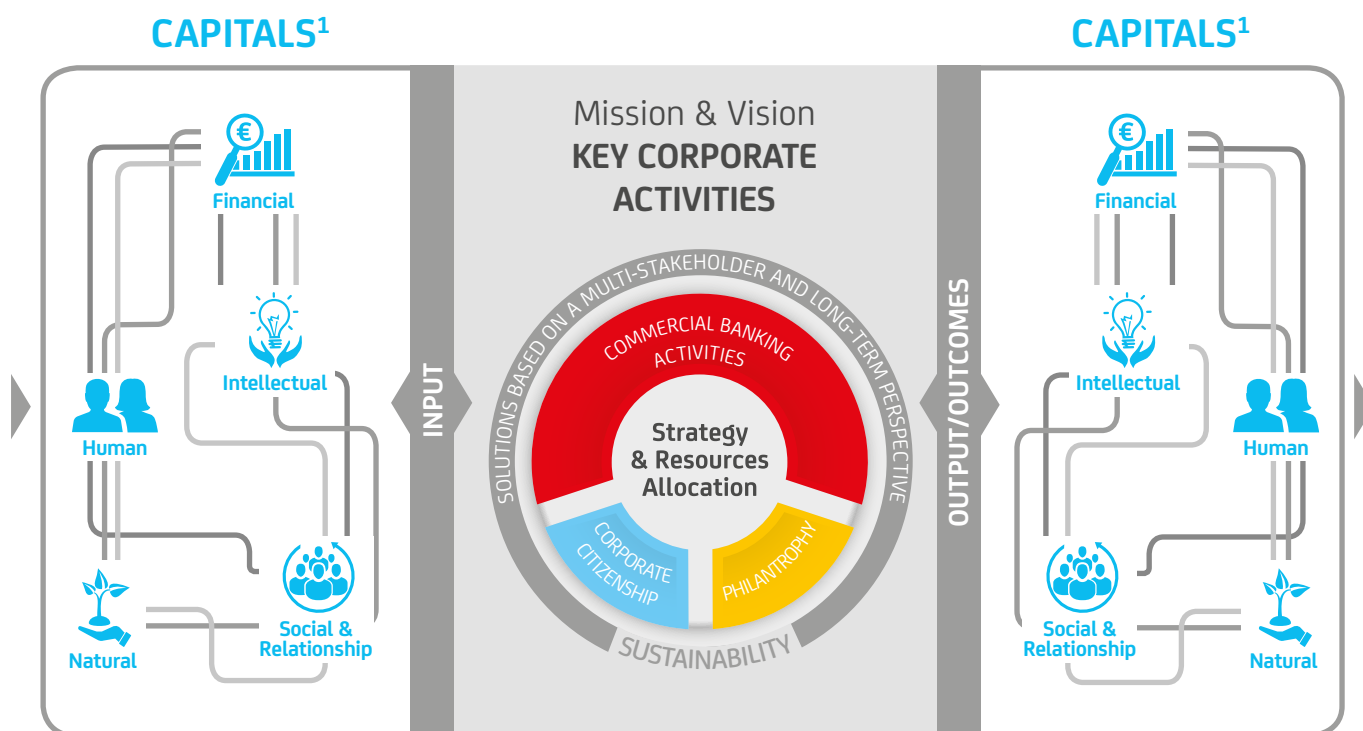 CAPITALS¹
Financial
Intellectual
Human
Social &
Relationship
Natural
INPUT
Mission & Vision
KEY CORPORATE
ACTIVITIES
SOLUTIONS BASED ON A MULTI-STAKEHOLDER AND LONG-TERM PERSPECTIVE
COMMERCIAL BANKING
ACTIVITIES
Strategy
& Resources
Allocation
CORPORATE
CITIZENSHIP
PHILANTROPHY
SUSTAINABILITY
OUTPUT/OUTCOMES
CAPITALS¹
Financial
Intellectual
Human
Social &
Relationship
Natural